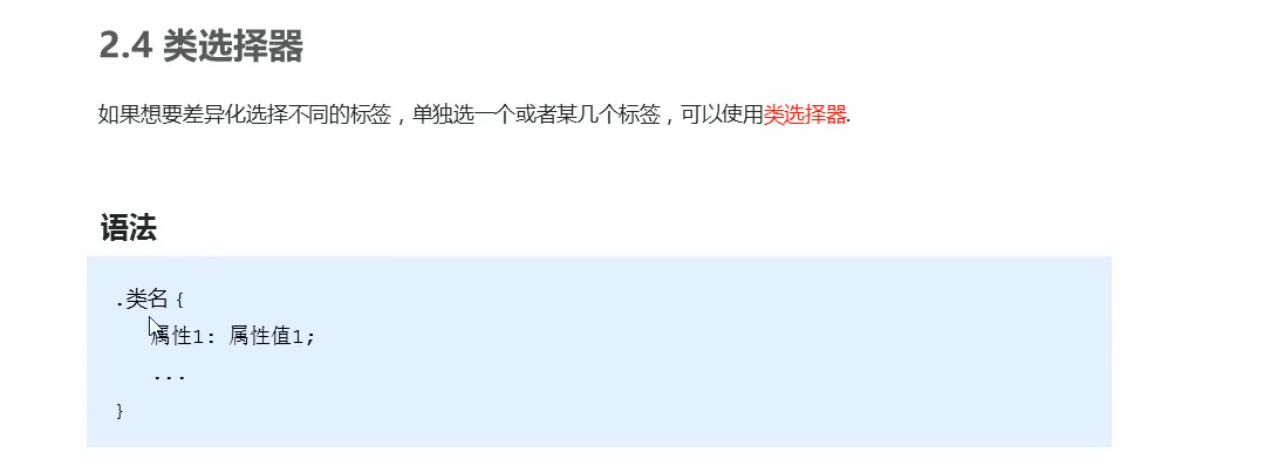 2.4 类选择器
如果想要差异化选择不同的标签，单独选一个或者某几个标签，可以使用类选择器.
语法
.类名 {
属性1: 属性值1;
...
}